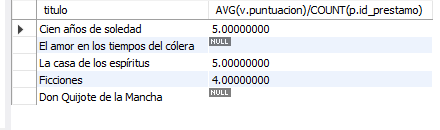 titulo AVG(v.puntuacion)/COUNT(p.id_prestamo)
Cien años de soledad 5.00000000
El amor en los tiempos del cólera NULL
La casa de los espíritus 5.00000000
Ficciones 4.00000000
Don Quijote de la Mancha NULL